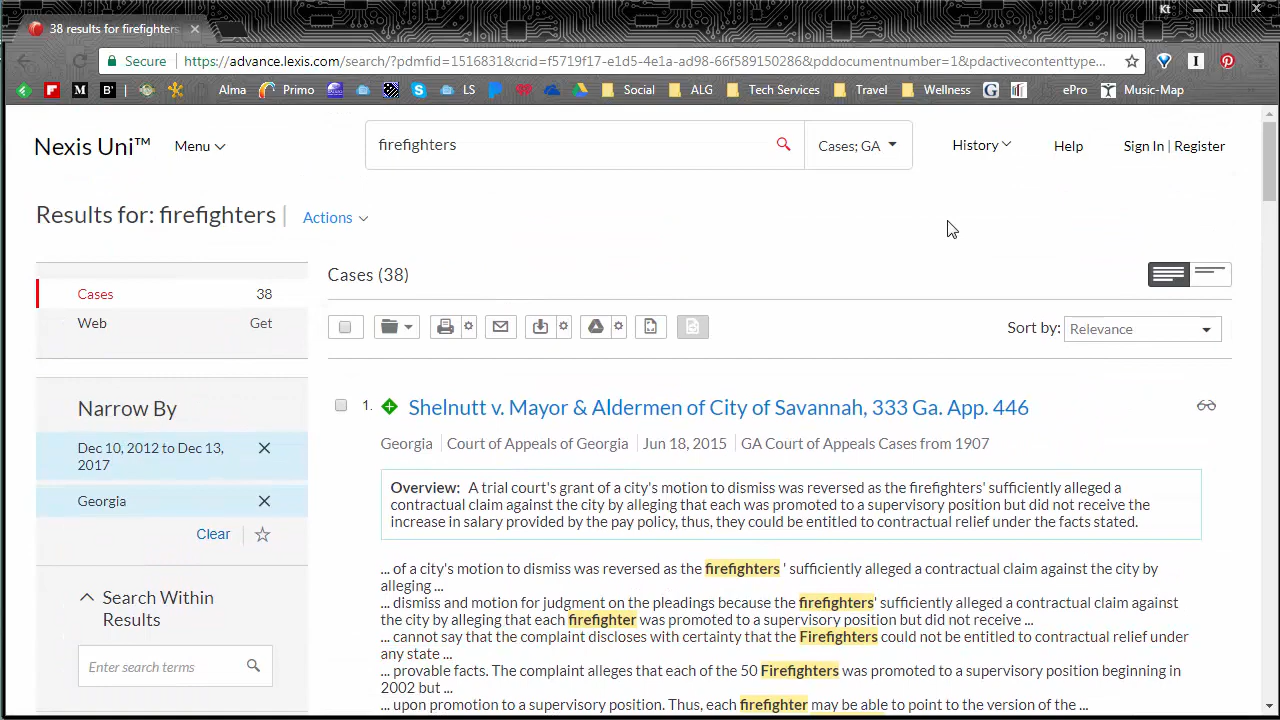 Kt
38 results for firefighters
Secure https://advance.lexis.com/search/?pdmfid=1516831&crid=f5719f17-e1d5-4e1a-ad98-66f589150266&pddocumentnumber=1&pdactivecontenttype...
Alma Primo LS Social ALG Tech Services Travel Wellness ePro Music-Map
Nexis Uni™ Menu firefighters Cases; GA History Help Sign In | Register
Results for: firefighters Actions
Cases 38
Web Get
Narrow By
Dec 10, 2012 to Dec 13,
2017
Georgia
Clear
Search Within
Results
Enter search terms
Cases (38)
Sort by: Relevance
1. Shelnutt v. Mayor & Aldermen of City of Savannah, 333 Ga. App. 446
Georgia Court of Appeals of Georgia Jun 18, 2015 GA Court of Appeals Cases from 1907
Overview: A trial court's grant of a city's motion to dismiss was reversed as the firefighters' sufficiently alleged a
contractual claim against the city by alleging that each was promoted to a supervisory position but did not receive the
increase in salary provided by the pay policy, thus, they could be entitled to contractual relief under the facts stated.
... of a city's motion to dismiss was reversed as the firefighters ' sufficiently alleged a contractual claim against the city by
alleging ...
... dismiss and motion for judgment on the pleadings because the firefighters' sufficiently alleged a contractual claim against
the city by alleging that each firefighter was promoted to a supervisory position but did not receive ...
... cannot say that the complaint discloses with certainty that the Firefighters could not be entitled to contractual relief under
any state ...
... provable facts. The complaint alleges that each of the 50 Firefighters was promoted to a supervisory position beginning in
2002 but ...
... upon promotion to a supervisory position. Thus, each firefighter may be able to point to the version of the ...